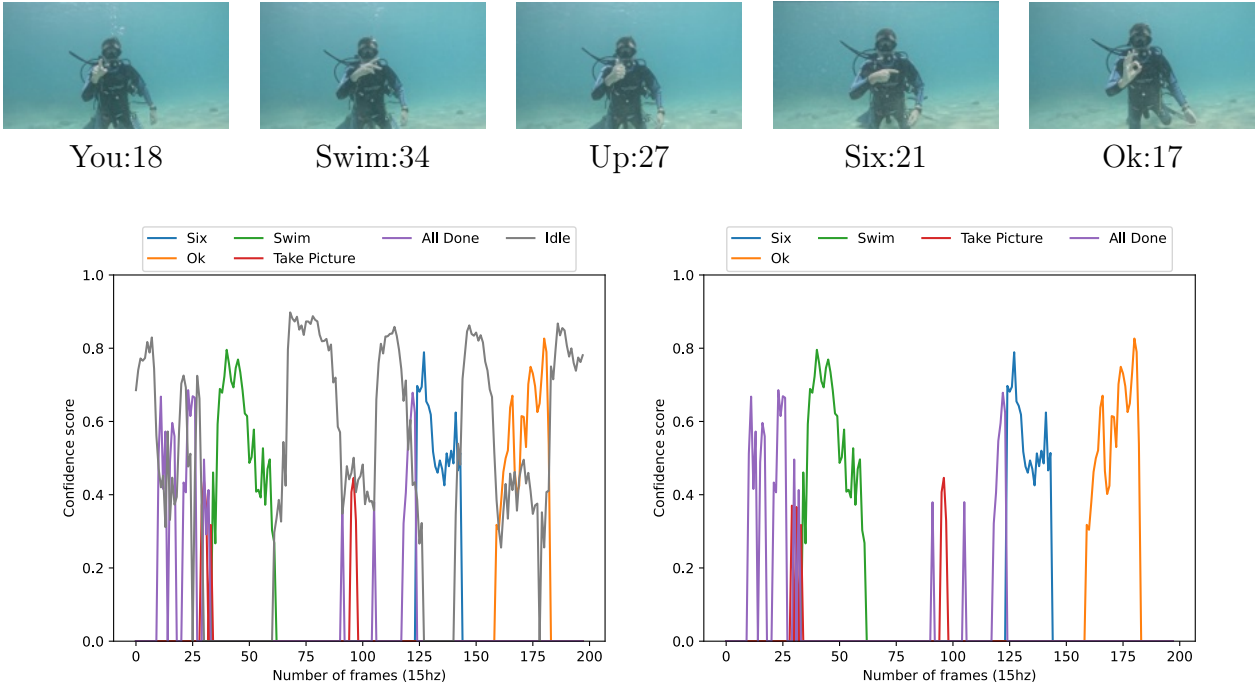 You:18
Swim:34
Up:27
Six:21
Ok:17
Six
Ok
Swim
Take Picture
All Done
Idle
1.0
0.8
0.6
0.4
0.2
0.0
Confidence score
0
25
50
75
100
125
150
175
200
Number of frames (15hz)
Six
Ok
Swim
Take Picture
All Done
1.0
0.8
0.6
0.4
0.2
0.0
Confidence score
0
25
50
75
100
125
150
175
200
Number of frames (15hz)